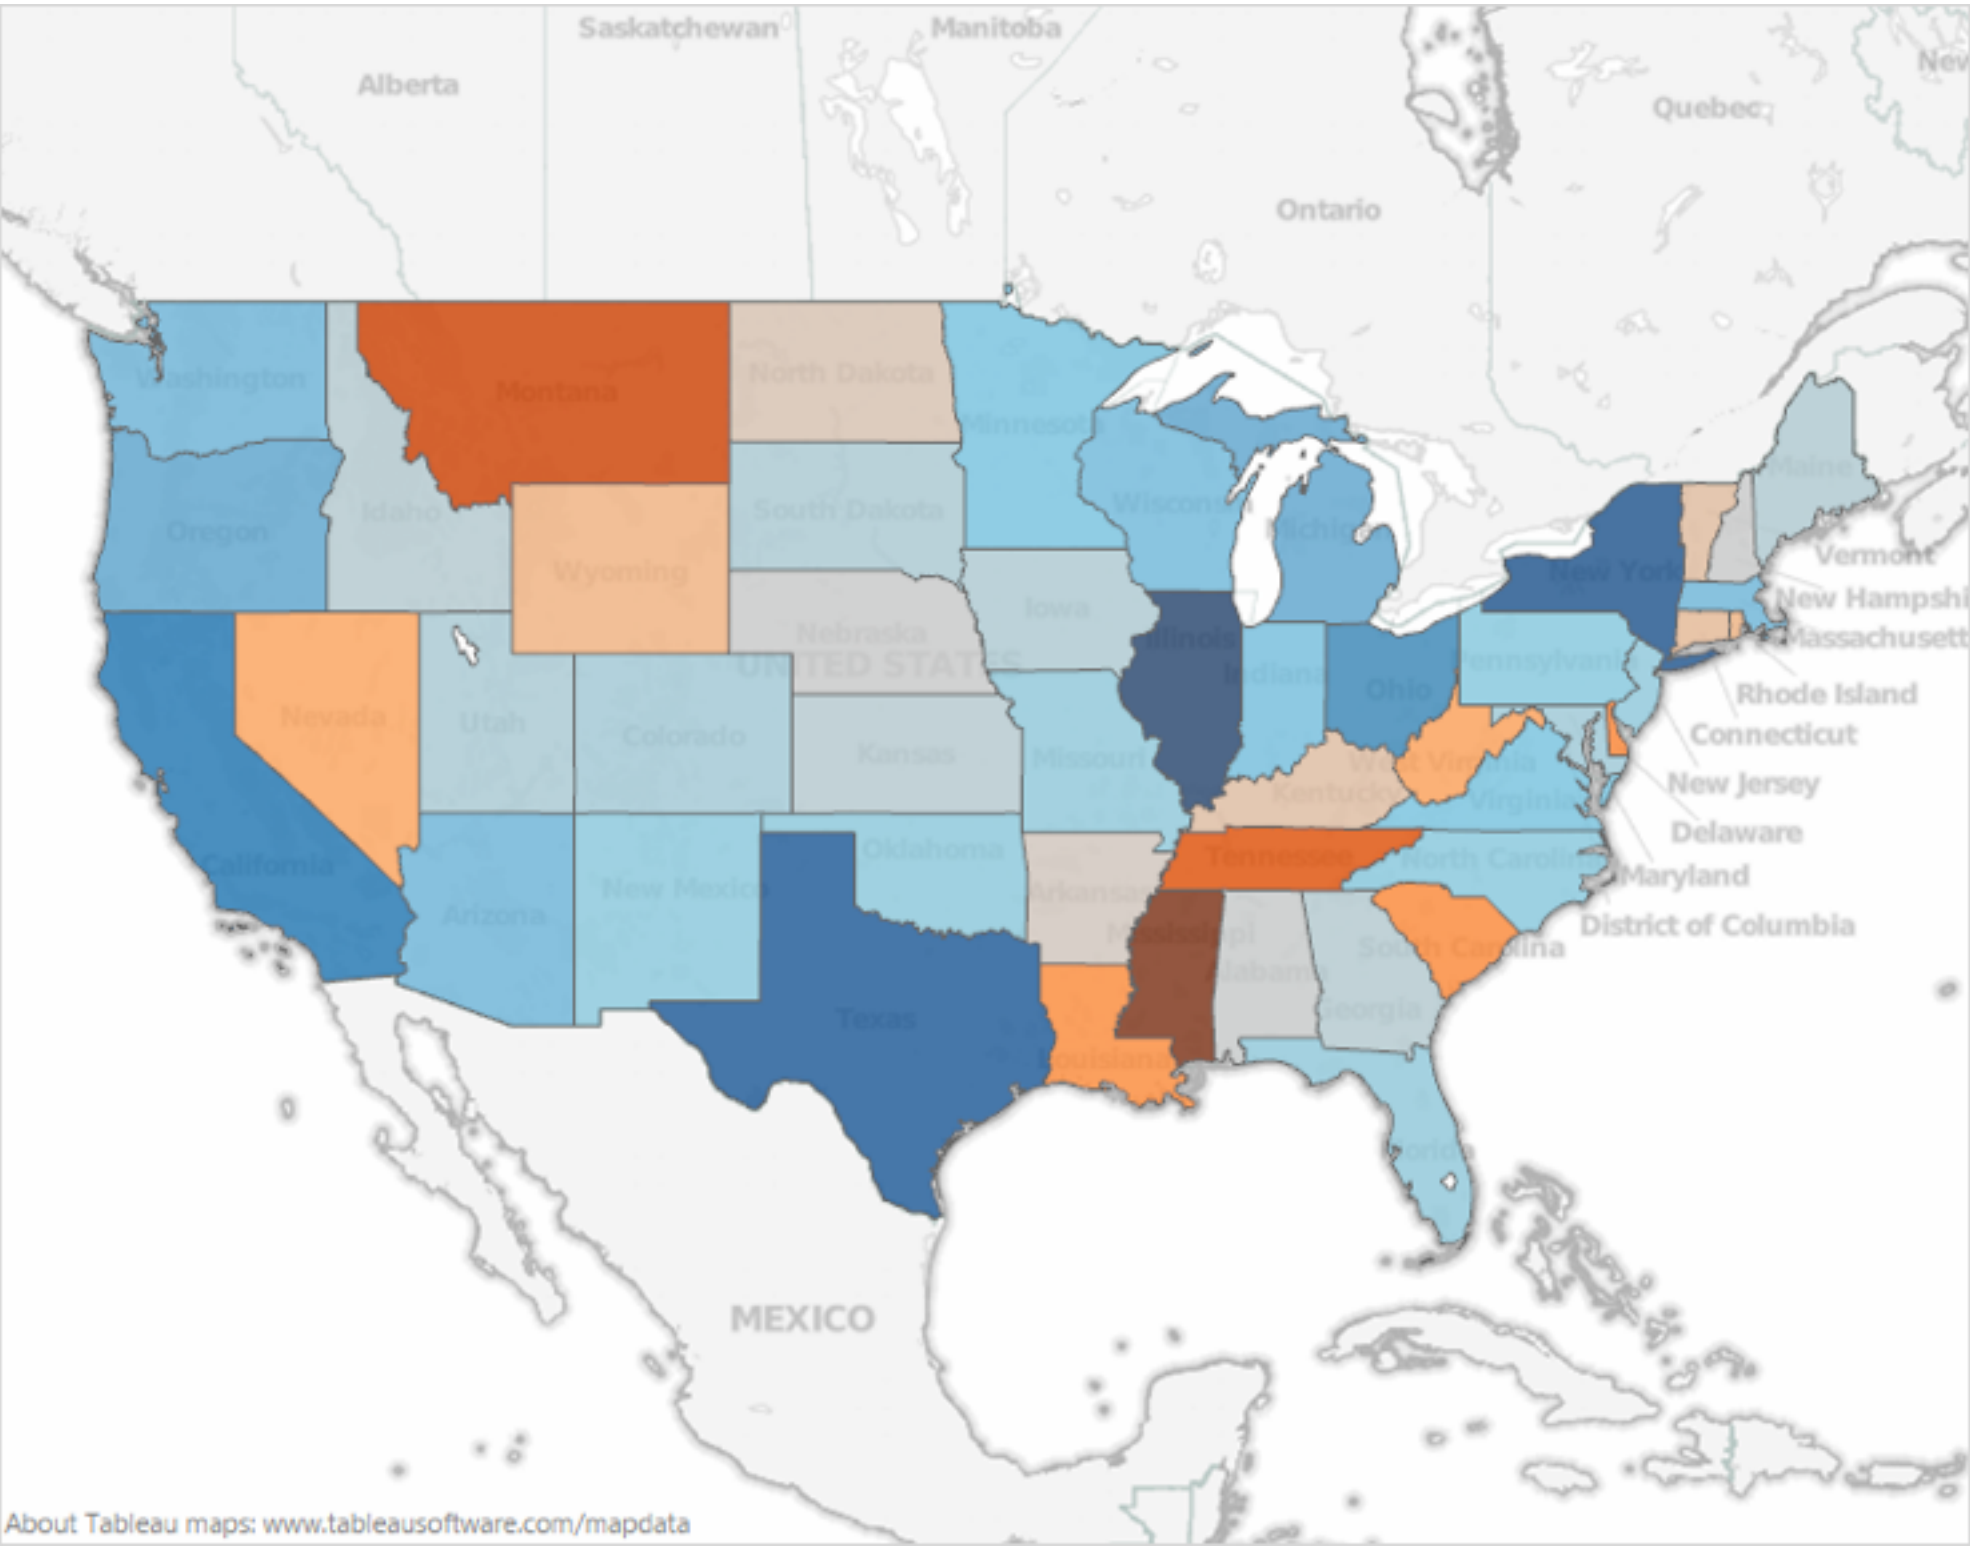 Saskatchewan
Manitoba
New
Alberta
Quebec
Ontario
Washington
Montana
North Dakota
Minnesota
Maine
Oregon
Idaho
South Dakota
Wisconsin
Michigan
Vermont
Wyoming
New York
New Hampshi
Iowa
Nebraska
Illinois
Massachusett
UNITED STATES
Indiana
Pennsylvania
Ohio
Rhode Island
Nevada
Utah
Colorado
Kansas
Missouri
West Virginia
Connecticut
New Jersey
Kentucky
Virginia
Delaware
California
Oklahoma
Tennessee
North Carolina
Maryland
New Mexico
Arkansas
Arizona
Mississippi
South Carolina
District of Columbia
Alabama
Georgia
Texas
Louisiana
Florida
MEXICO
About Tableau maps: www.tableausoftware.com/mapdata